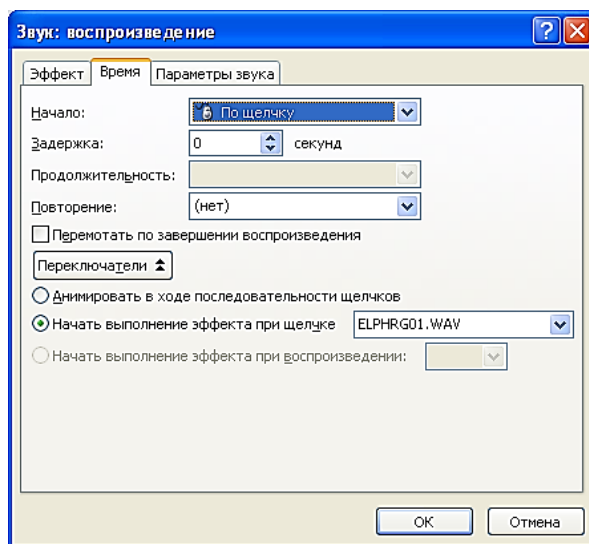 Звук: воспроизведение
Эффект Время Параметры звука
Начало: По щелчку
Задержка: 0 секунд
Продолжительность:
Повторение: (нет)
Перемотать по завершении воспроизведения
Переключатели
Анимировать в ходе последовательности щелчков
Начать выполнение эффекта при щелчке ELPHRG01.WAV
Начать выполнение эффекта при воспроизведении:
ОК Отмена